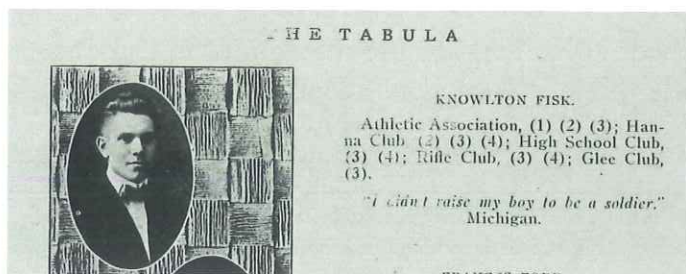 HE TABULA
KNOWLTON FISK.
Athletic Association, (1) (2) (3); Han-
na Club (2) (3) (4); High School Club,
(3) (4); Rifle Club, (3) (4); Glee Club,
(3).
"I didn't raise my boy to be a soldier."
Michigan.